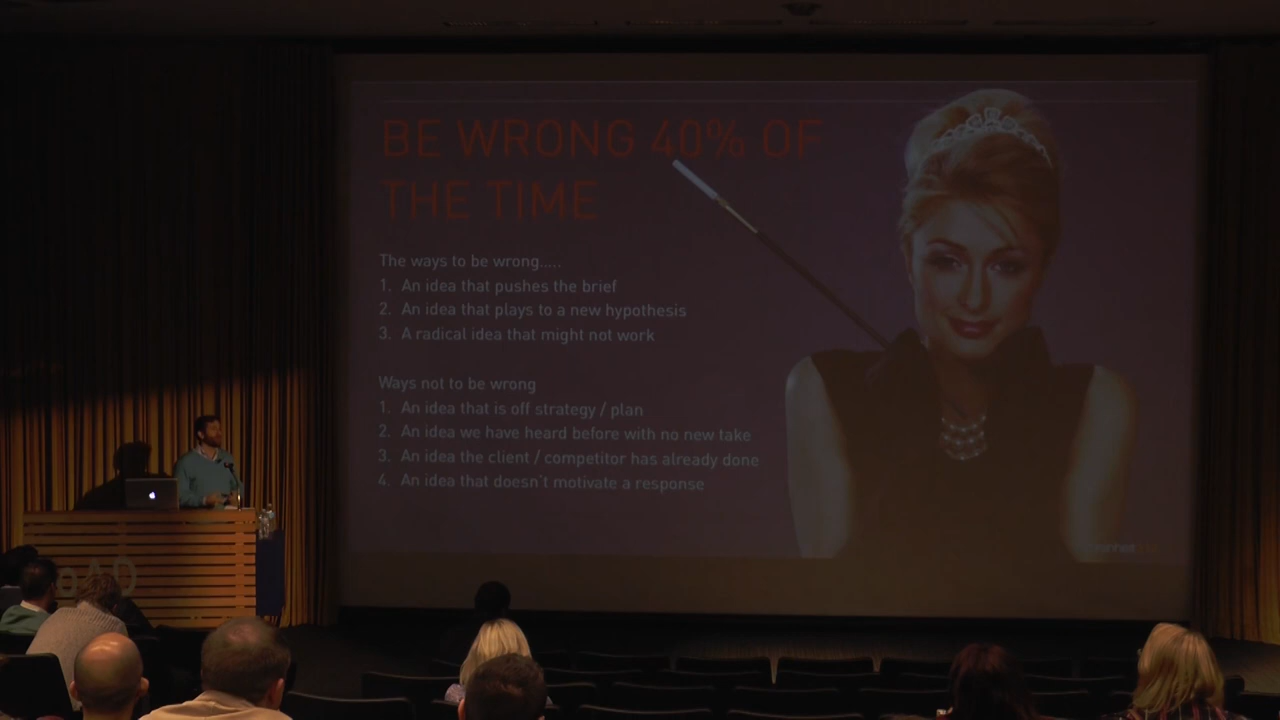 BE WRONG 40% OF
THE TIME
The ways to be wrong.....
1. An idea that pushes the brief
2. An idea that plays to a new hypothesis
3. A radical idea that might not work
Ways not to be wrong
1. An idea that is off strategy / plan
2. An idea we have heard before with no new take
3. An idea the client / competitor has already done
4. An idea that doesn't motivate a response